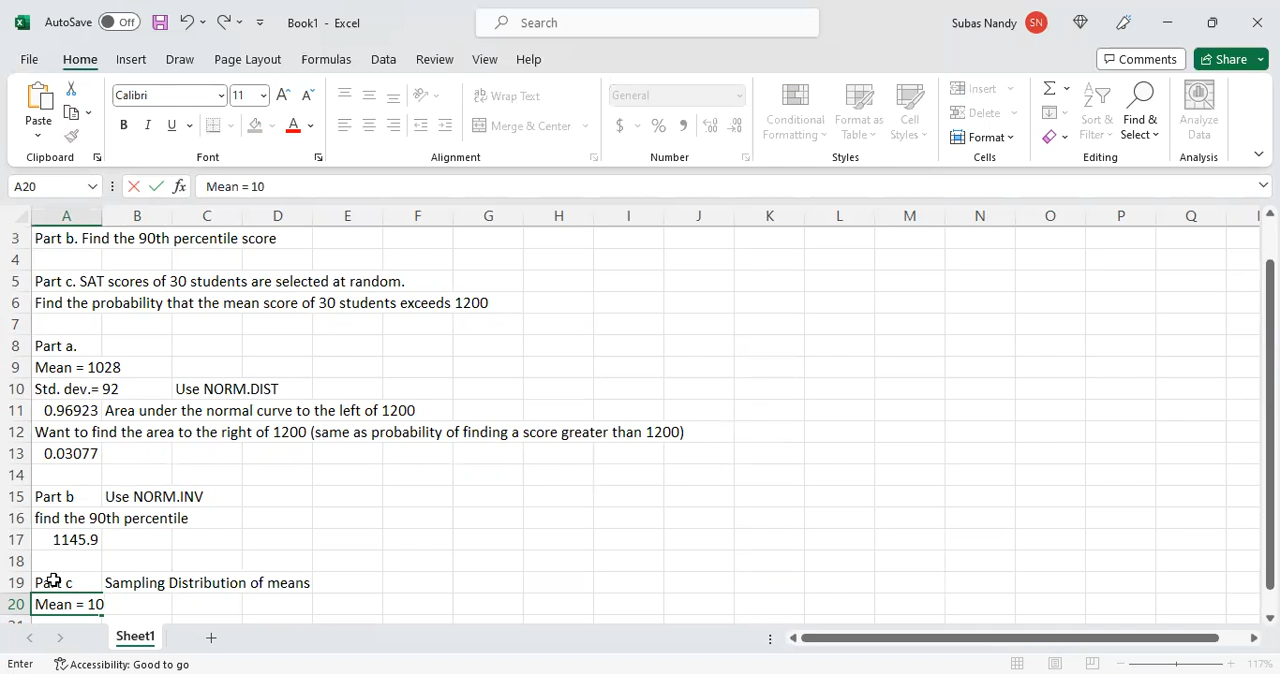 AutoSave Off Book1 - Excel Search Subas Nandy SN
File Home Insert Draw Page Layout Formulas Data Review View Help Comments Share
Paste Calibri 11 A^ A˅ Wrap Text General Insert
B I U A Merge & Center $ % 9 Conditional Formatting Format as Table Cell Styles Delete Format Sort & Filter Find & Select Analyze Data
Clipboard Font Alignment Number Styles Cells Editing Analysis
A20 fx Mean = 10
A B C D E F G H I J K L M N O P Q
3 Part b. Find the 90th percentile score
4
5 Part c. SAT scores of 30 students are selected at random.
6 Find the probability that the mean score of 30 students exceeds 1200
7
8 Part a.
9 Mean = 1028
10 Std. dev.= 92 Use NORM.DIST
11 0.96923 Area under the normal curve to the left of 1200
12 Want to find the area to the right of 1200 (same as probability of finding a score greater than 1200)
13 0.03077
14
15 Part b Use NORM.INV
16 find the 90th percentile
17 1145.9
18
19 Part c Sampling Distribution of means
20 Mean = 10
Sheet1
Enter Accessibility: Good to go 117%